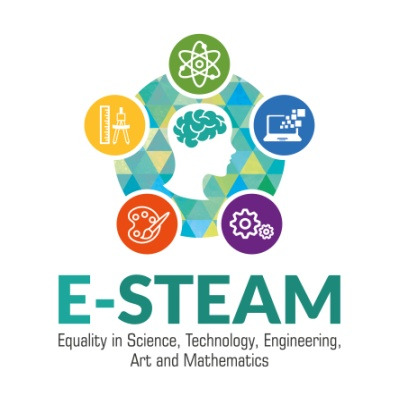 E-STEAM
Equality in Science, Technology, Engineering,
Art and Mathematics